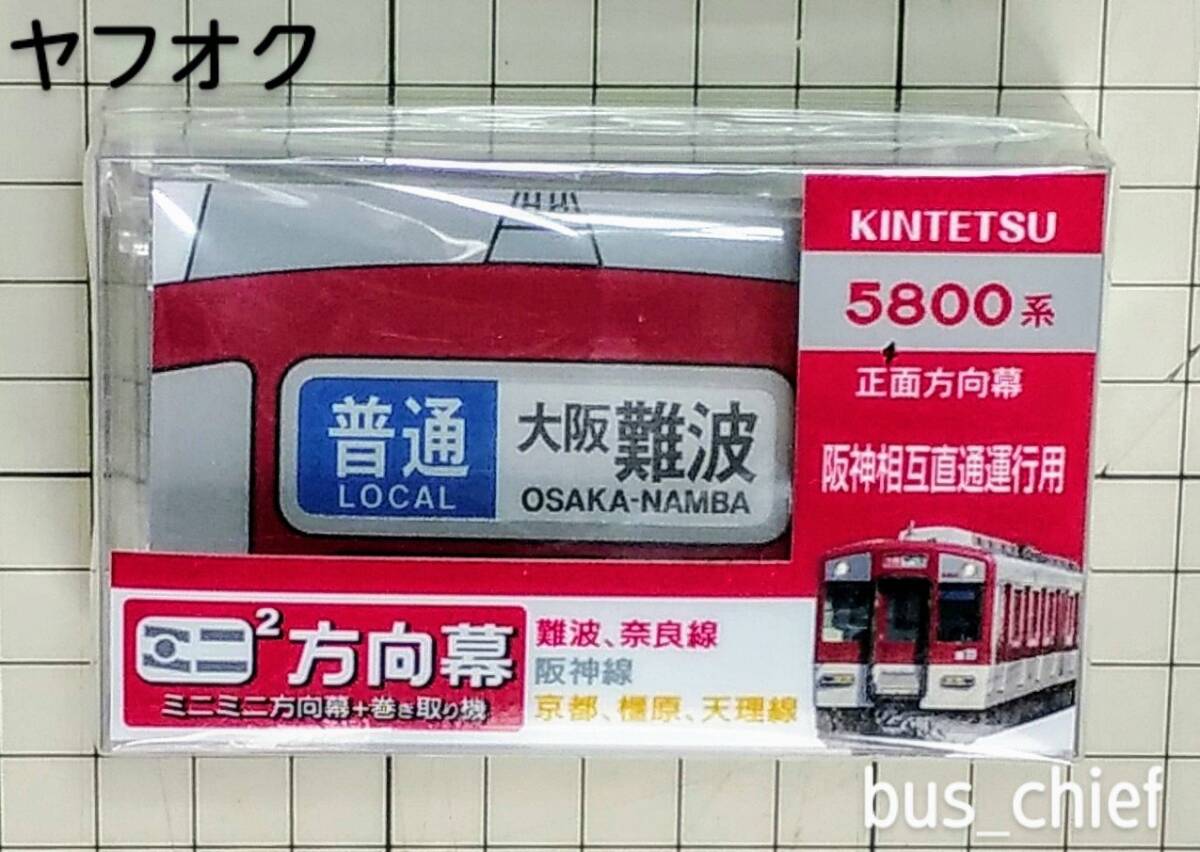 ヤフオク
KINTETSU
5800系
正面方向幕
阪神相互直通運行用
普通 大阪難波
LOCAL OSAKA-NAMBA
ミニ²方向幕
ミニミニ方向幕+巻き取り機
難波、奈良線
阪神線
京都、橿原、天理線
bus_chief